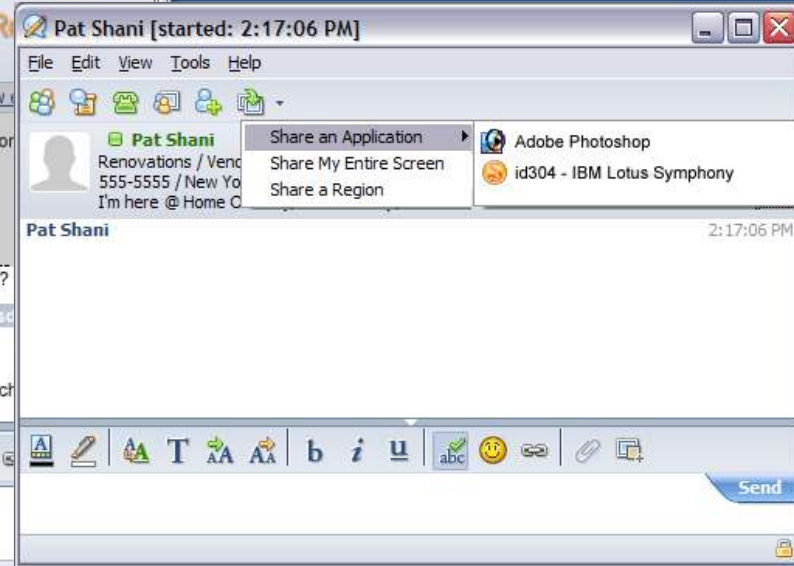 Pat Shani [started: 2:17:06 PM]
File Edit View Tools Help
Pat Shani
Renovations /
555-5555 / New
I'm here @ Home
Share an Application
Share My Entire Screen
Share a Region
Adobe Photoshop
id304 - IBM Lotus Symphony
Pat Shani 2:17:06 PM
A A A T A A A A b i u abc
Send